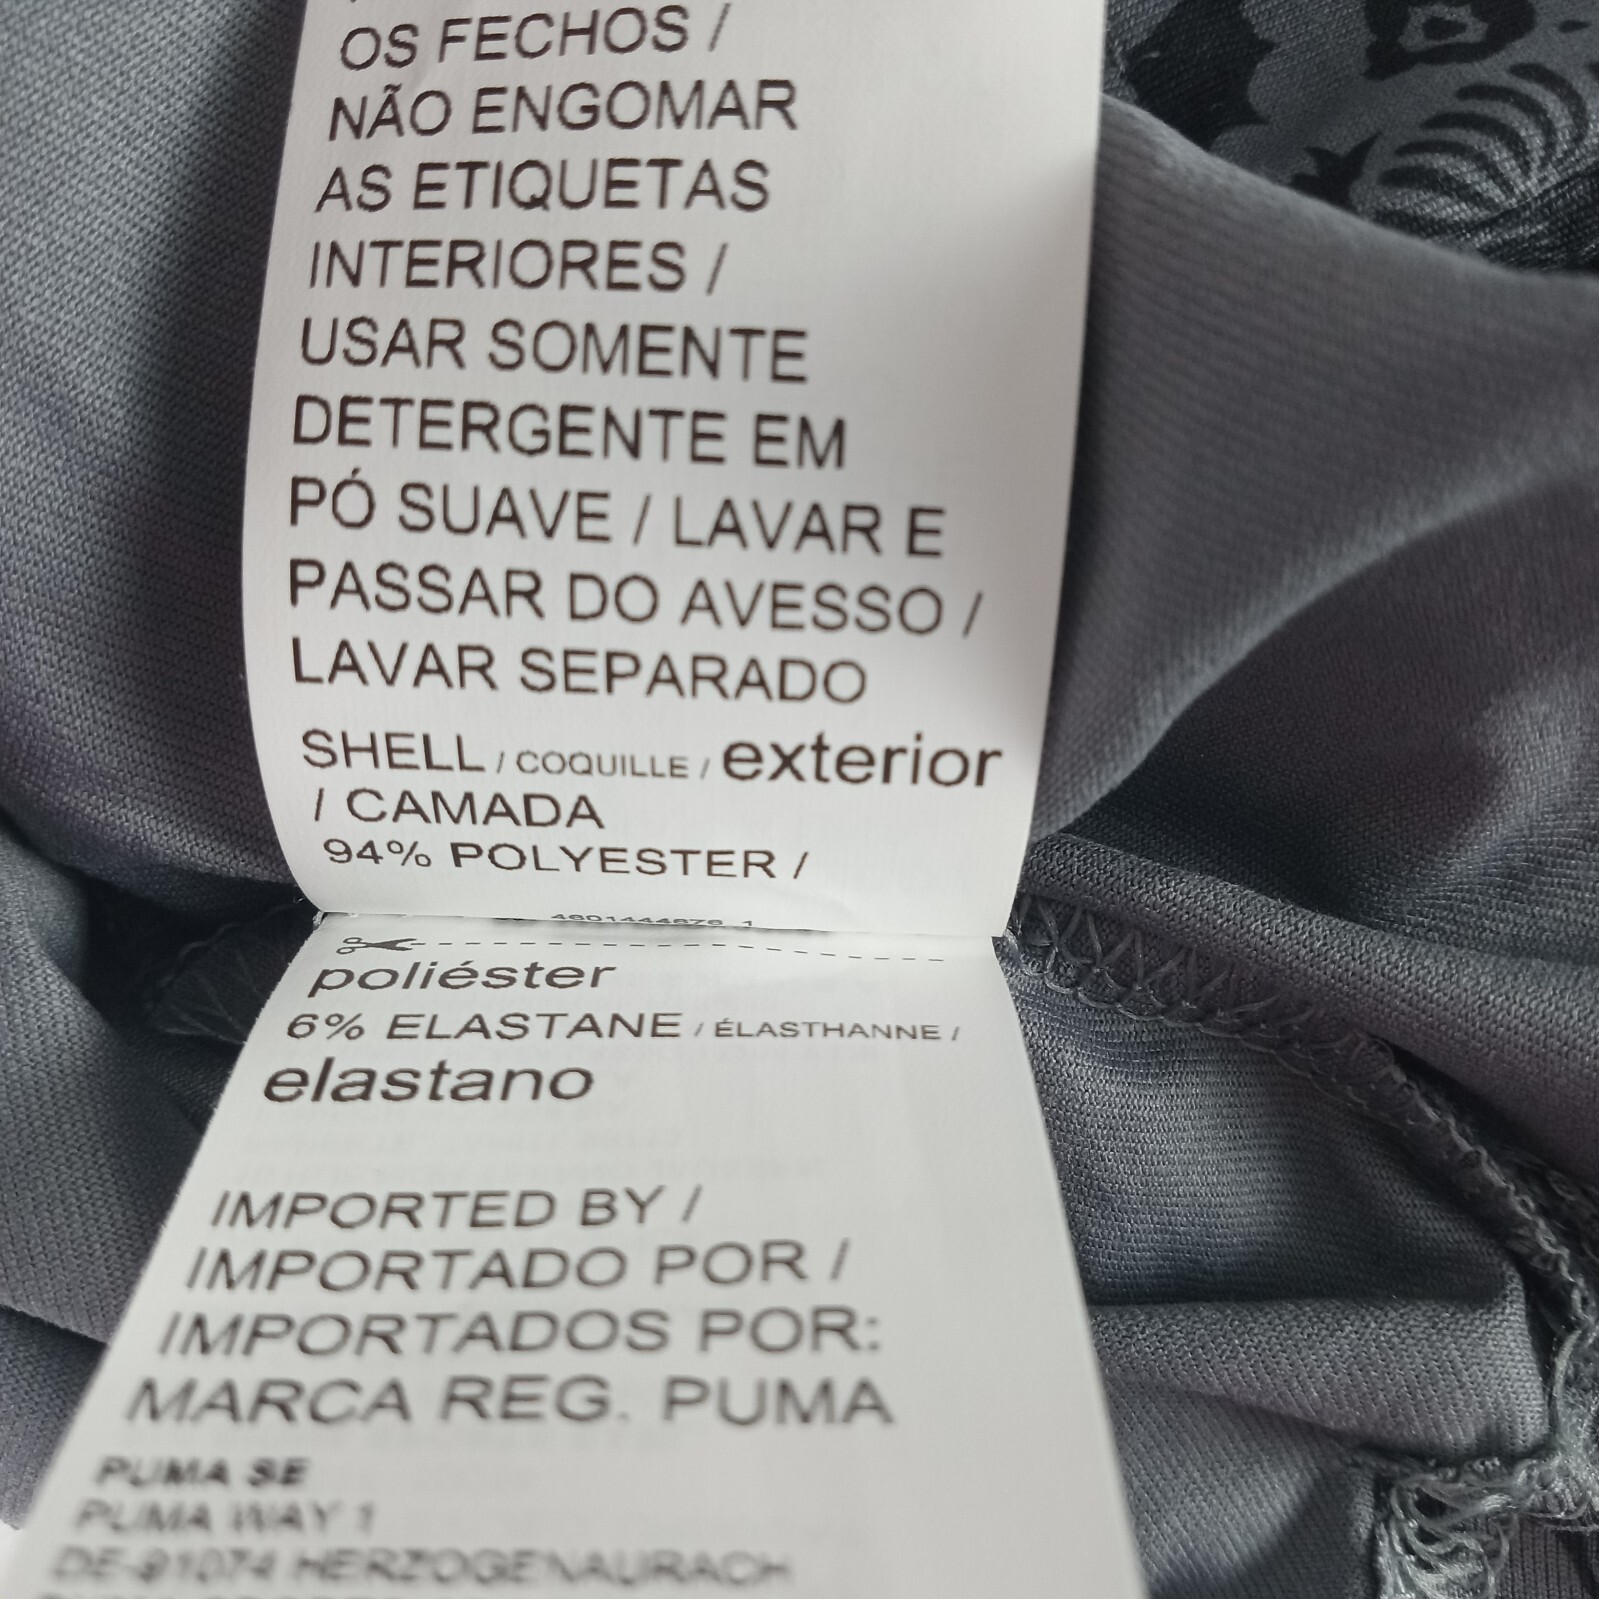 OS FECHOS /
NÃO ENGOMAR
AS ETIQUETAS
INTERIORES /
USAR SOMENTE
DETERGENTE EM
PÓ SUAVE / LAVAR E
PASSAR DO AVESSO /
LAVAR SEPARADO
SHELL / COQUILLE / exterior
/ CAMADA
94% POLYESTER /
4601444676 1
poliéster
6% ELASTANE / ÉLASTHANNE /
elastano
IMPORTED BY /
IMPORTADO POR /
IMPORTADOS POR:
MARCA REG. PUMA
PUMA SE
PUMA WAY 1
DE-91074 HERZOGENAURACH